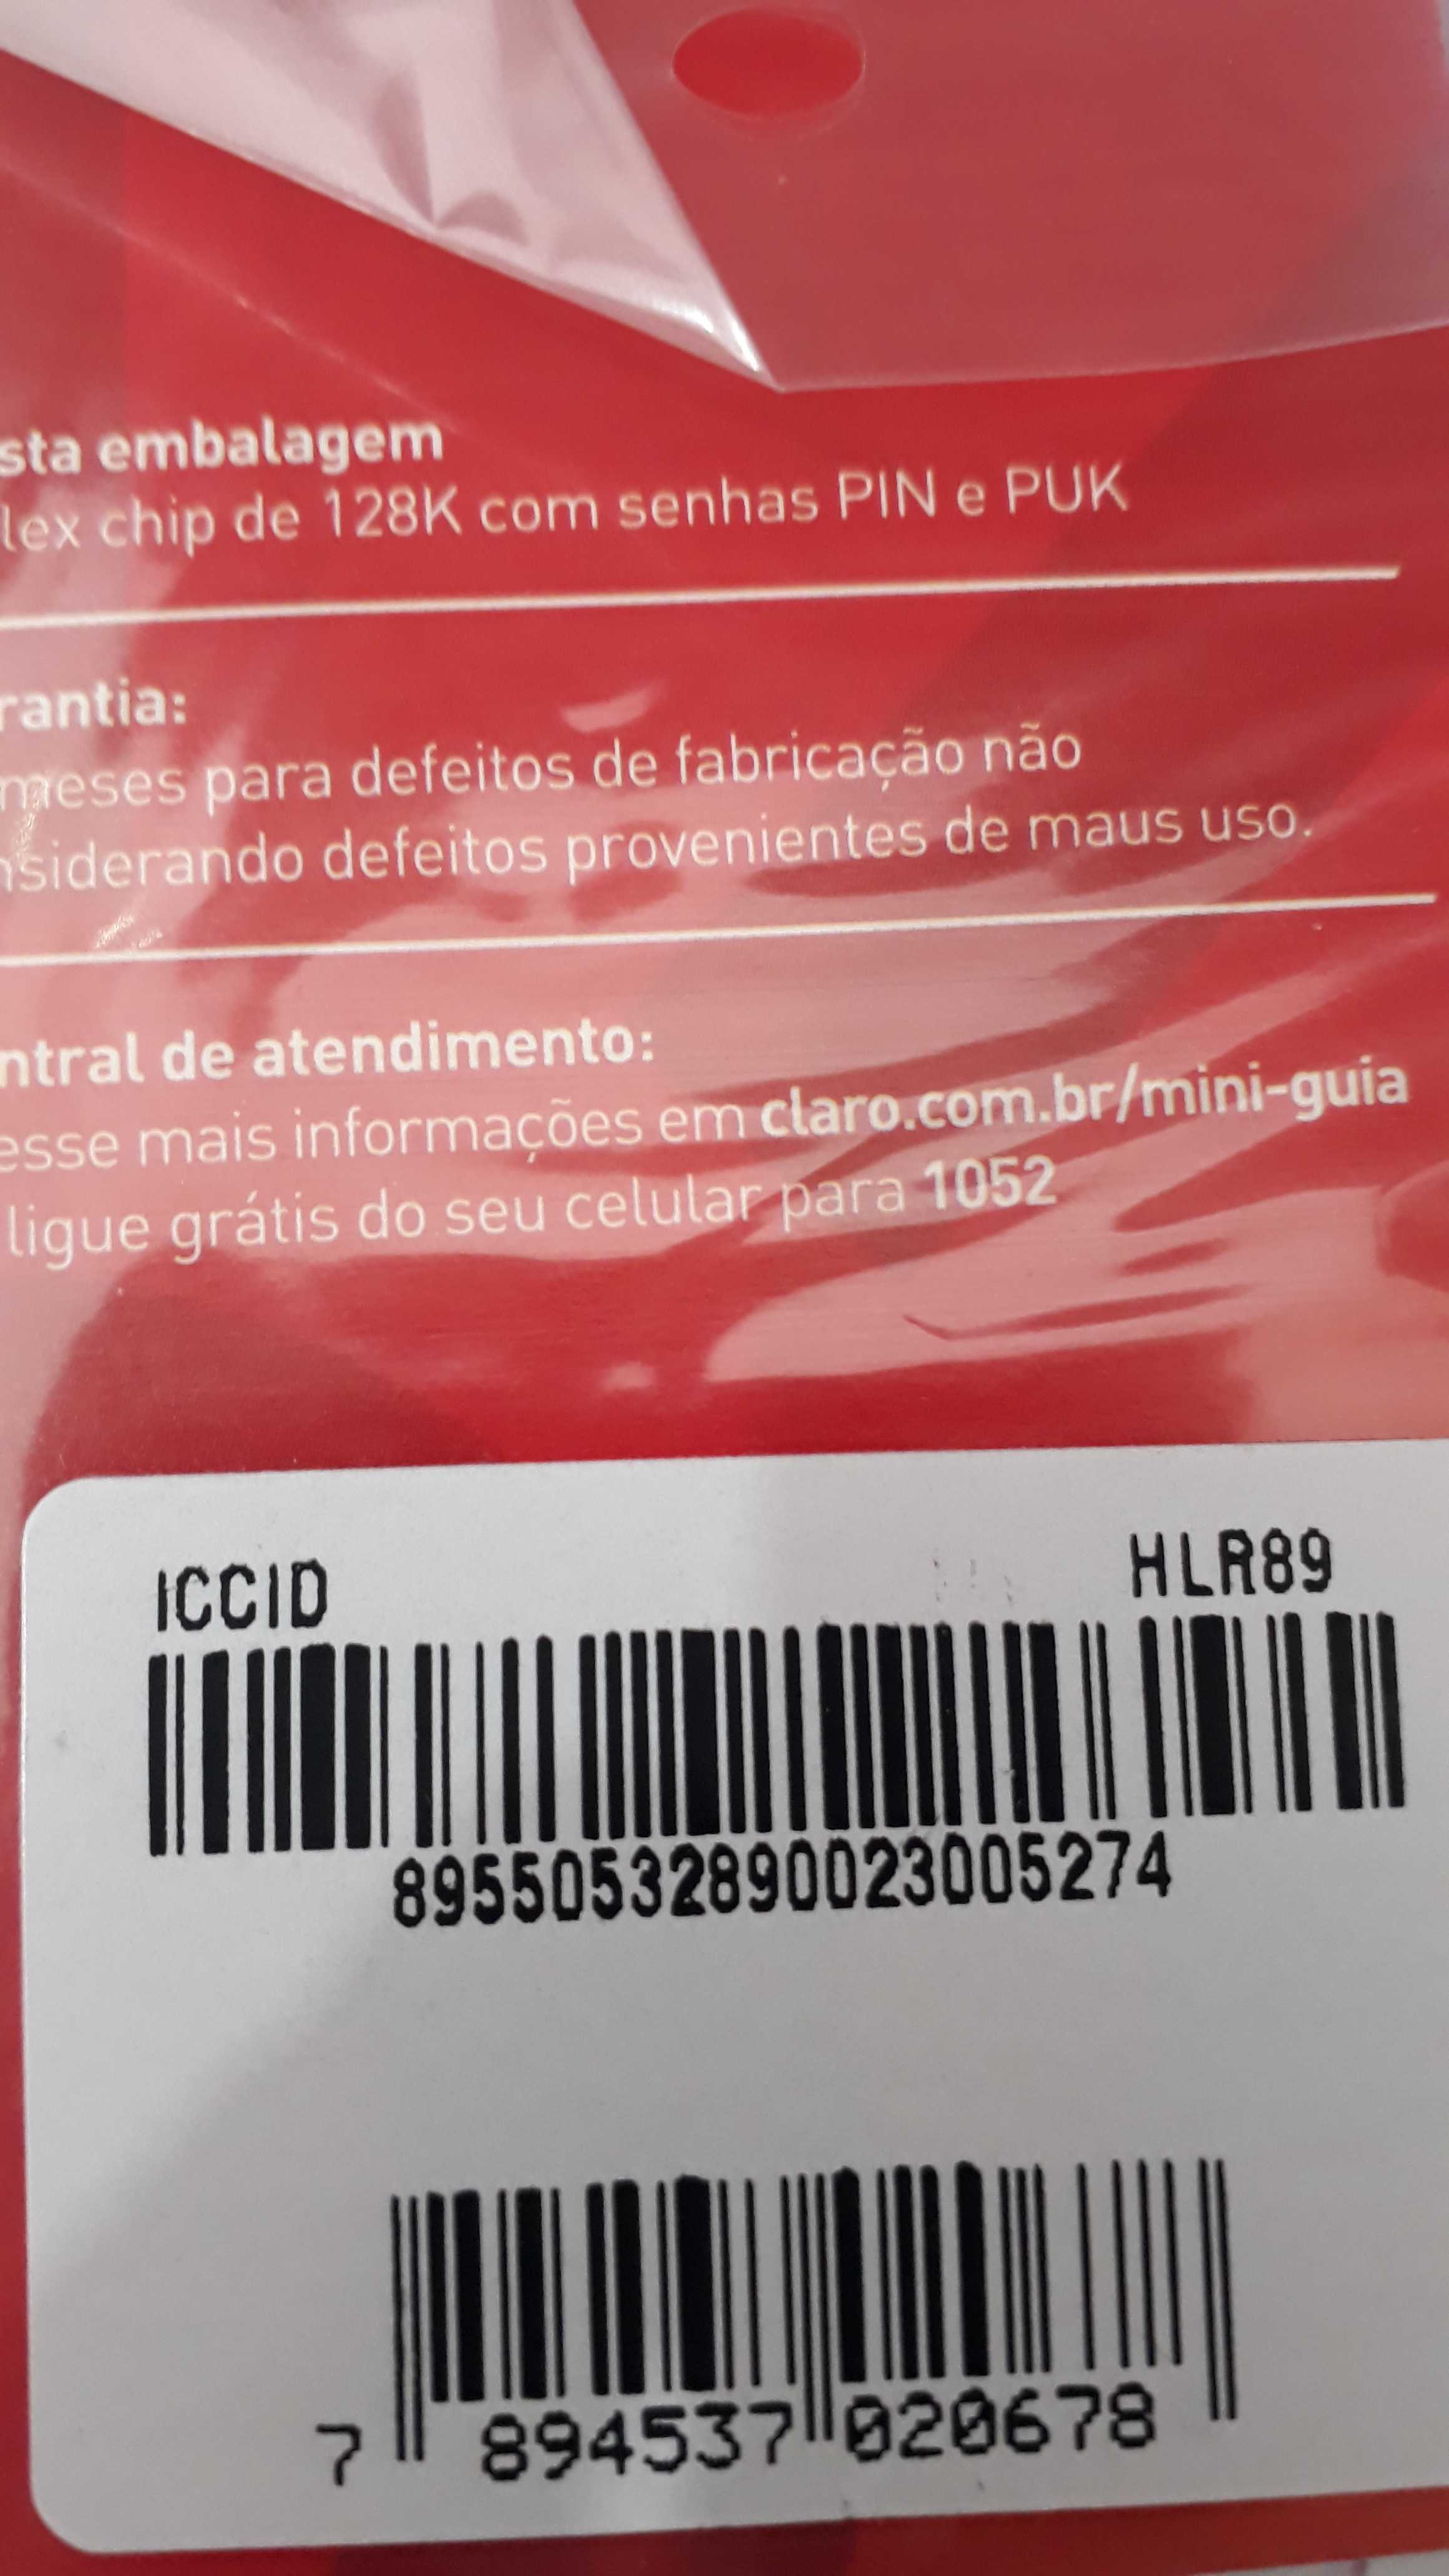 sta embalagem
lex chip de 128K com senhas PIN e PUK
rantia:
meses para defeitos de fabricação não
nsiderando defeitos provenientes de maus uso.
ntral de atendimento:
esse mais informações em claro.com.br/mini-guia
ligue grátis do seu celular para 1052
ICCID
HLR89
89550532890023005274
7 894537 020678